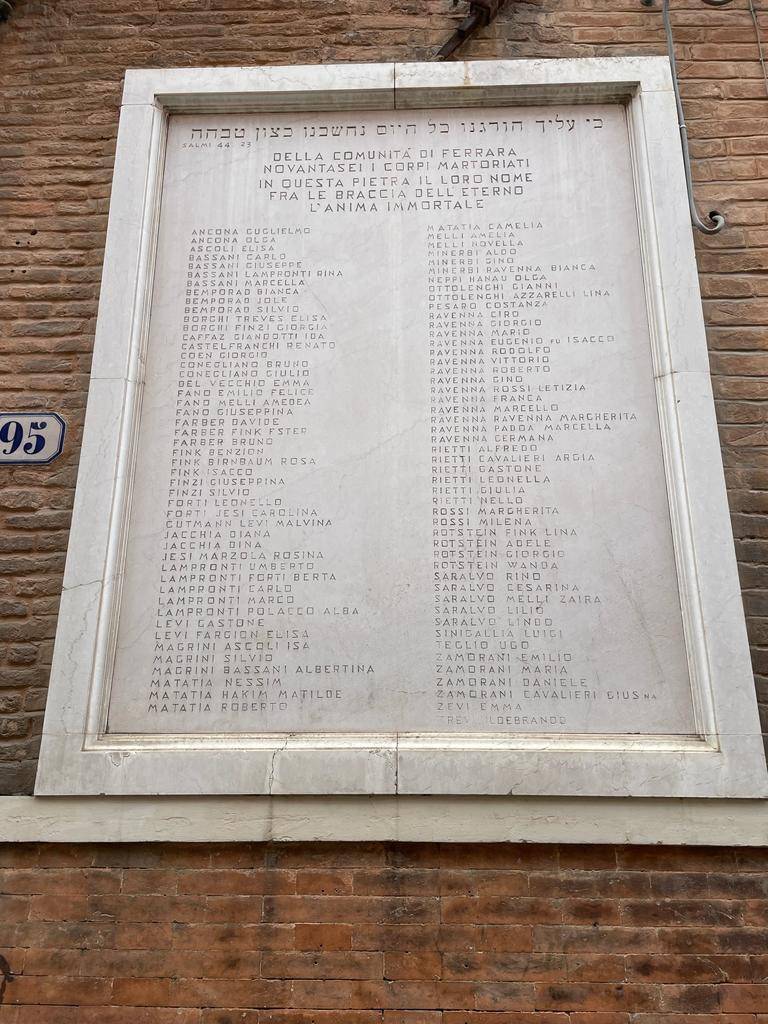 כי עליך הורגנו כל היום נחשבנו כצון טבחה
SALMI 44. 23
DELLA COMUNITÁ DI FERRARA
NOVANTASEI I CORPI MARTORIATI
IN QUESTA PIETRA IL LORO NOME
FRA LE BRACCIA DELL'ETERNO
L'ANIMA IMMORTALE
ANCONA GUGLIELMO
ANCONA OLGA
ASCOLI ELISA
BASSANI CARLO
BASSANI GIUSEPPE
BASSANI LAMPRONTI RINA
BASSANI MARCELLA
BEMPORAD BIANCA
BEMPORAD JOLE
BEMPORAD SILVIO
BORGHI TREVES ELISA
BORGHI FINZI GIORGIA
CAFFAZ GIANDOTTI IDA
CASTELFRANCHI RENATO
COEN GIORGIO
CONEGLIANO BRUNO
CONEGLIANO GIULIO
DEL VECCHIO EMMA
FANO EMILIO FELICE
FANO MELLI AMEDEA
FANO GIUSEPPINA
FARBER DAVIDE
FARBER FINK ESTER
FARBER BRUNO
FINK BENZION
FINK BIRNBAUM ROSA
FINK ISACCO
FINZI GIUSEPPINA
FINZI SILVIO
FORTI LEONELLO
FORTI JESI CAROLINA
GUTMANN LEVI MALVINA
JACCHIA DIANA
JACCHIA DINA
JESI MARZOLA ROSINA
LAMPRONTI UMBERTO
LAMPRONTI FORTI BERTA
LAMPRONTI CARLO
LAMPRONTI MARCO
LAMPRONTI POLACCO ALBA
LEVI GASTONE
LEVI FARGION ELISA
MAGRINI ASCOLI ISA
MAGRINI SILVIO
MAGRINI BASSANI ALBERTINA
MATATIA NESSIM
MATATIA HAKIM MATILDE
MATATIA ROBERTO
MATATIA CAMELIA
MELLI AMELIA
MELLI NOVELLA
MINERBI ALDO
MINERBI GINO
MINERBI RAVENNA BIANCA
NEPPI HANAU OLGA
OTTOLENGHI GIANNI
OTTOLENGHI AZZARELLI LINA
PESARO COSTANZA
RAVENNA CIRO
RAVENNA GIORGIO
RAVENNA MARIO
RAVENNA EUGENIO FU ISACCO
RAVENNA RODOLFO
RAVENNA VITTORIO
RAVENNA ROBERTO
RAVENNA GINO
RAVENNA ROSSI LETIZIA
RAVENNA FRANCA
RAVENNA MARCELLO
RAVENNA RAVENNA MARGHERITA
RAVENNA PADOA MARCELLA
RAVENNA GERMANA
RIETTI ALFREDO
RIETTI CAVALIERI ARGIA
RIETTI GASTONE
RIETTI LEONELLA
RIETTI GIULIA
RIETTI NELLO
ROSSI MARGHERITA
ROSSI MILENA
ROTSTEIN FINK LINA
ROTSTEIN ADELE
ROTSTEIN GIORGIO
ROTSTEIN WANDA
SARALVO RINO
SARALVO CESARINA
SARALVO MELLI ZAIRA
SARALVO LILIO
SARALVO LINDO
SINIGALLIA LUIGI
TEGLIO UGO
ZAMORANI EMILIO
ZAMORANI MARIA
ZAMORANI DANIELE
ZAMORANI CAVALIERI GIUS NA
ZEVI EMMA
95